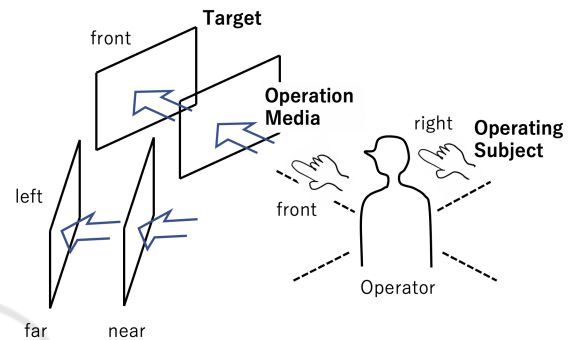 Target
front
Operation
Media
right
Operating
Subject
left
front
Operator
far
near